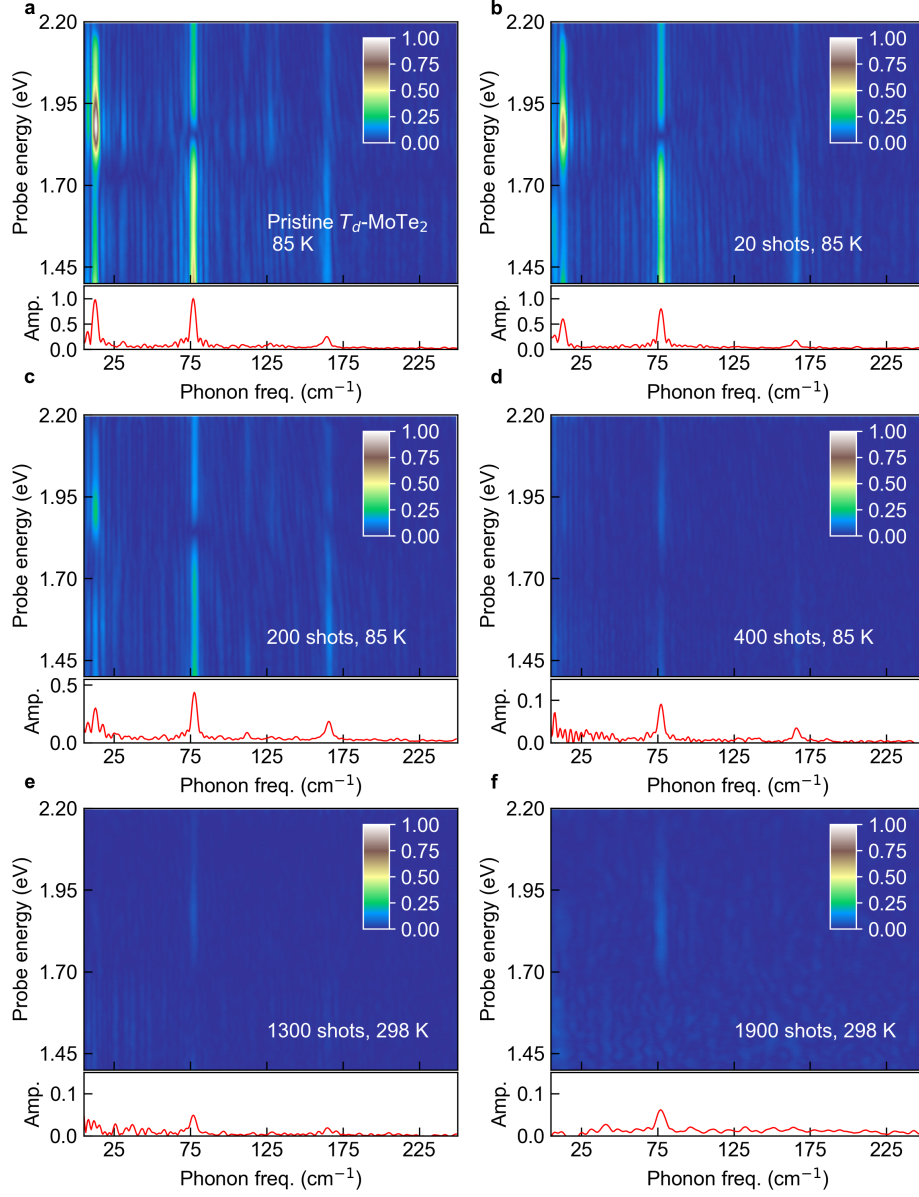 a
2.20
1.95
1.70
1.45
Probe energy (eV)
1.00
0.75
0.50
0.25
0.00
Pristine Td-MoTe2
85 K
1.0
0.5
0.0
Amp.
25 75 125 175 225
Phonon freq. (cm−1)
b
2.20
1.95
1.70
1.45
Probe energy (eV)
1.00
0.75
0.50
0.25
0.00
20 shots, 85 K
1.0
0.5
0.0
Amp.
25 75 125 175 225
Phonon freq. (cm−1)
c
2.20
1.95
1.70
1.45
Probe energy (eV)
1.00
0.75
0.50
0.25
0.00
200 shots, 85 K
0.5
0.0
Amp.
25 75 125 175 225
Phonon freq. (cm−1)
d
2.20
1.95
1.70
1.45
Probe energy (eV)
1.00
0.75
0.50
0.25
0.00
400 shots, 85 K
0.1
0.0
Amp.
25 75 125 175 225
Phonon freq. (cm−1)
e
2.20
1.95
1.70
1.45
Probe energy (eV)
1.00
0.75
0.50
0.25
0.00
1300 shots, 298 K
0.1
0.0
Amp.
25 75 125 175 225
Phonon freq. (cm−1)
f
2.20
1.95
1.70
1.45
Probe energy (eV)
1.00
0.75
0.50
0.25
0.00
1900 shots, 298 K
0.1
0.0
Amp.
25 75 125 175 225
Phonon freq. (cm−1)